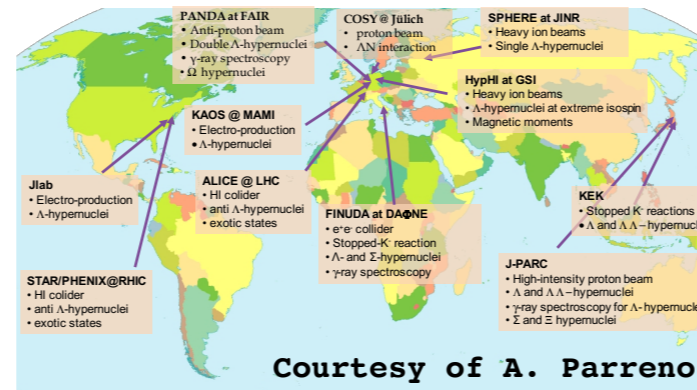 PANDA at FAIR
• Anti-proton beam
• Double Λ-hypernuclei
• γ-ray spectroscopy
• Ω hypernuclei
COSY @ Jülich
• proton beam
• ΛN interaction
SPHERE at JINR
• Heavy ion beams
• Single Λ-hypernuclei
HypHI at GSI
• Heavy ion beams
• Λ-hypernuclei at extreme isospin
• Magnetic moments
KAOS @ MAMI
• Electro-production
• Λ-hypernuclei
Jlab
• Electro-production
• Λ-hypernuclei
ALICE @ LHC
• HI colider
• anti Λ-hypernuclei
• exotic states
FINUDA at DAΦNE
• e⁺e⁻ collider
• Stopped-K⁻ reaction
• Λ- and Σ-hypernuclei
• γ-ray spectroscopy
KEK
• Stopped K⁻ reactions
• Λ and ΛΛ–hypernucl
STAR/PHENIX@RHIC
• HI colider
• anti Λ-hypernuclei
• exotic states
J-PARC
• High-intensity proton beam
• Λ and ΛΛ–hypernuclei
• γ-ray spectroscopy for Λ- hypernucle
• Σ and Ξ hypernuclei
Courtesy of A. Parreno